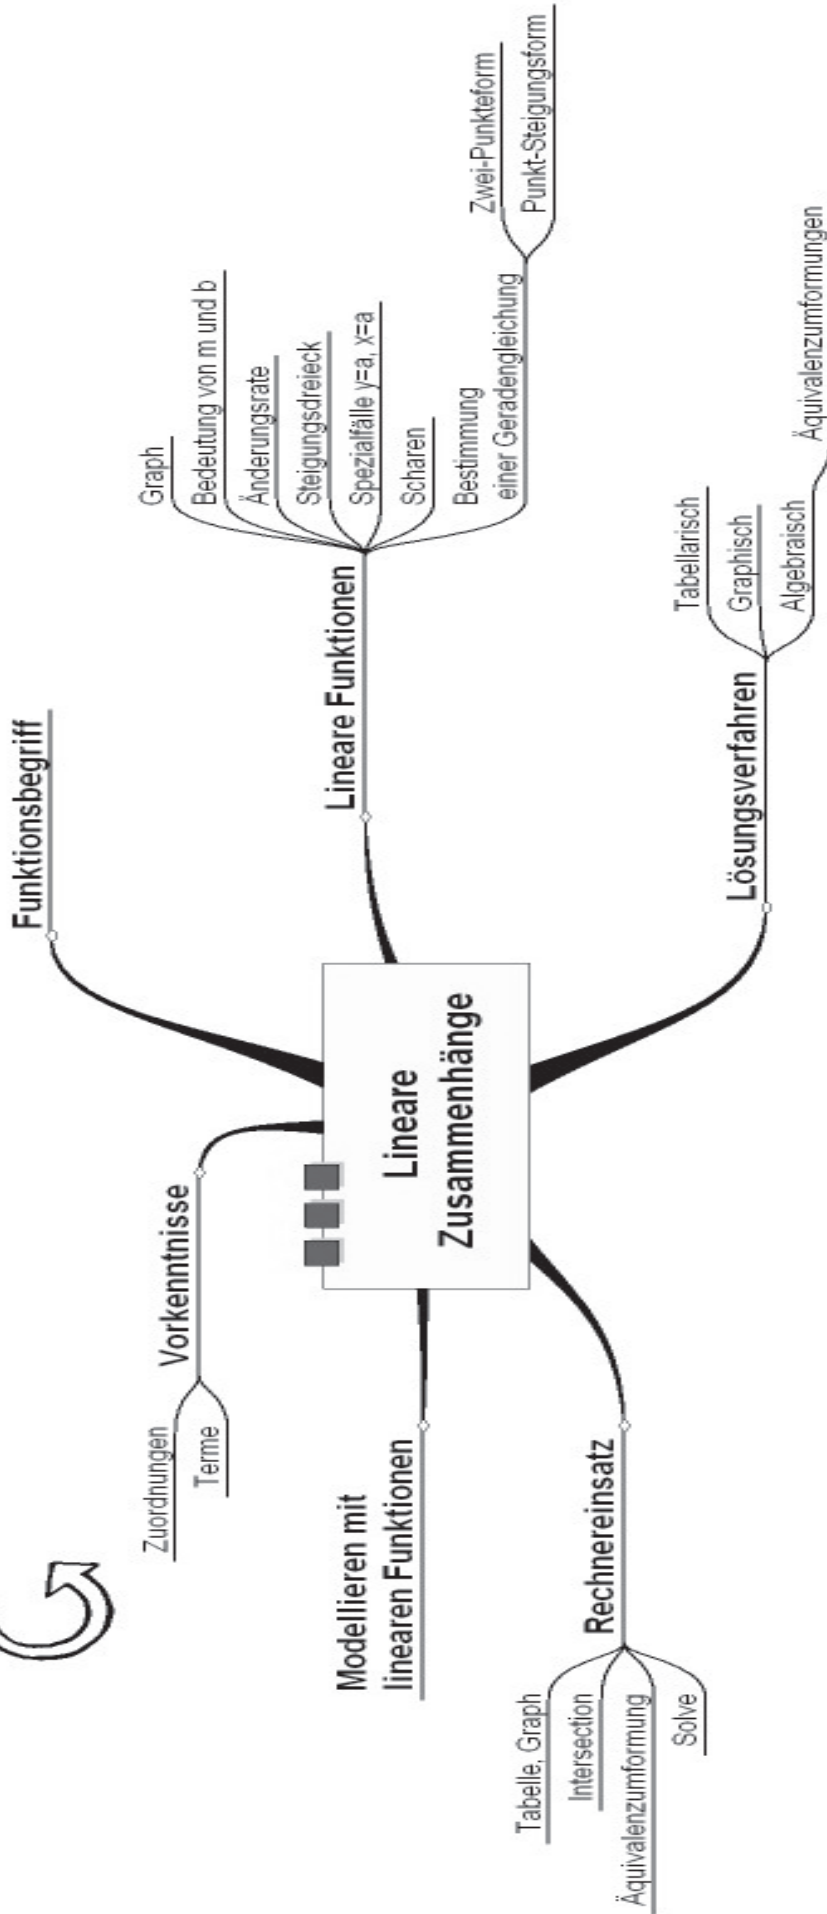 Lineare
Zusammenhänge
Funktionsbegriff
Lineare Funktionen
Graph
Bedeutung von m und b
Änderungsrate
Steigungsdreieck
Spezialfälle y=a, x=a
Scharen
Bestimmung
einer Geradengleichung
Zwei-Punkteform
Punkt-Steigungsform
Lösungsverfahren
Tabellarisch
Graphisch
Algebraisch
Äquivalenzumformungen
Rechnereinsatz
Tabelle, Graph
Intersection
Äquivalenzumformung
Solve
Modellieren mit
linearen Funktionen
Vorkenntnisse
Zuordnungen
Terme